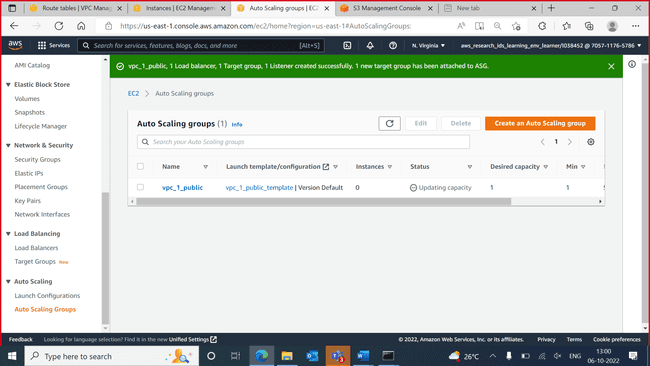 Route tables | VPC Manag
Instances | EC2 Managem
Auto Scaling groups | EC2
S3 Management Console
New tab
https://us-east-1.console.aws.amazon.com/ec2/home?region=us-east-1#AutoScalingGroups:
aws
Services
Search for services, features, blogs, docs, and more
[Alt+S]
N. Virginia
aws_research_ids_learning_env_learner/1038452 @ 7057-1176-5786
AMI Catalog
Elastic Block Store
Volumes
Snapshots
Lifecycle Manager
Network & Security
Security Groups
Elastic IPs
Placement Groups
Key Pairs
Network Interfaces
Load Balancing
Load Balancers
Target Groups New
Auto Scaling
Launch Configurations
Auto Scaling Groups
vpc_1_public, 1 Load balancer, 1 Target group, 1 Listener created successfully. 1 new target group has been attached to ASG.
EC2 > Auto Scaling groups
Auto Scaling groups (1) Info
Edit
Delete
Create an Auto Scaling group
Search your Auto Scaling groups
1
Name
Launch template/configuration
Instances
Status
Desired capacity
Min
vpc_1_public
vpc_1_public_template | Version Default
0
Updating capacity
1
1
Feedback
Looking for language selection? Find it in the new Unified Settings
© 2022, Amazon Web Services, Inc. or its affiliates.
Privacy
Terms
Cookie preferences
Type here to search
26°C
ENG
13:00
06-10-2022